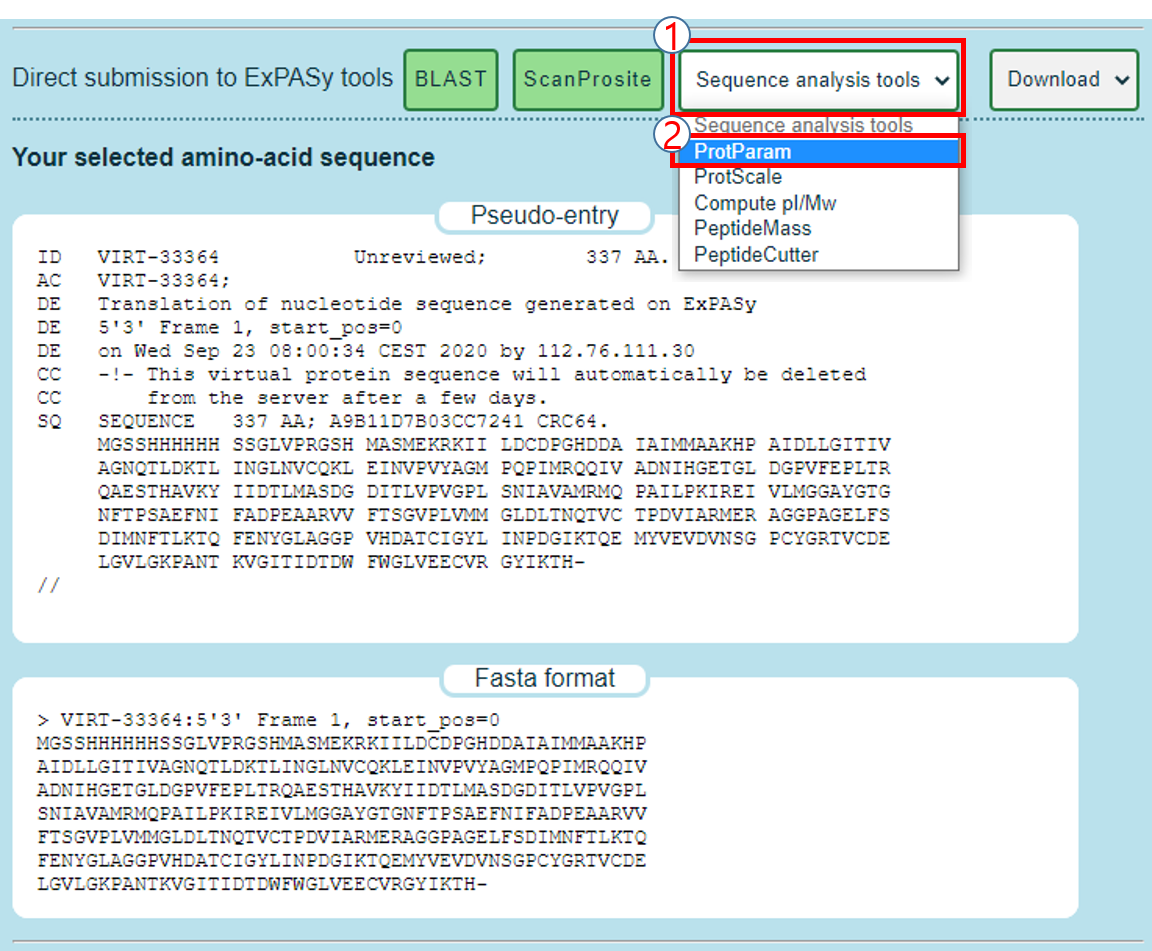 Direct submission to ExPASy tools BLAST ScanProsite 1 Sequence analysis tools Download
Sequence analysis tools
2 ProtParam
ProtScale
Compute pI/Mw
PeptideMass
PeptideCutter
Your selected amino-acid sequence
Pseudo-entry
ID VIRT-33364 Unreviewed; 337 AA.
AC VIRT-33364;
DE Translation of nucleotide sequence generated on ExPASy
DE 5'3' Frame 1, start_pos=0
DE on Wed Sep 23 08:00:34 CEST 2020 by 112.76.111.30
CC -!- This virtual protein sequence will automatically be deleted
CC from the server after a few days.
SQ SEQUENCE 337 AA; A9B11D7B03CC7241 CRC64.
MGSSHHHHHH SSGLVPRGSH MASMEKRKII LDCDPGHDDA IAIMMAAKHP AIDLLGITIV
AGNQTLDKTL INGLNVCQKL EINVPVYAGM PQPIMRQQIV ADNIHGETGL DGPVFEPLTR
QAESTHAVKY IIDTLMASDG DITLVPVGPL SNIAVAMRMQ PAILPKIREI VLMGGAYGTG
NFTPSAEFNI FADPEAARVV FTSGVPLVMM GLDLTNQTVC TPDVIARMER AGGPAGELFS
DIMNFTLKTQ FENYGLAGGP VHDATCIGYL INPDGIKTQE MYVEVDVNSG PCYGRTVCDE
LGVLGKPANT KVGITIDTDW FWGLVEECVR GYIKTH-
//
Fasta format
> VIRT-33364:5'3' Frame 1, start_pos=0
MGSSHHHHHHSSGLVPRGSHMASMEKRKIILDCDPGHDDAIAIMMAAKHP
AIDLLGITIVAGNQTLDKTLINGLNVCQKLEINVPVYAGMPQPIMRQQIV
ADNIHGETGLDGPVFEPLTRQAESTHAVKYIIDTLMASDGDITLVPVGPL
SNIAVAMRMQPAILPKIREIVLMGGAYGTGNFTPSAEFNIFADPEAARVV
FTSGVPLVMMGLDLTNQTVCTPDVIARMERAGGPAGELFSDIMNFTLKTQ
FENYGLAGGPVHDATCIGYLINPDGIKTQEMYVEVDVNSGPCYGRTVCDE
LGVLGKPANTKVGITIDTDWFWGLVEECVRGYIKTH-